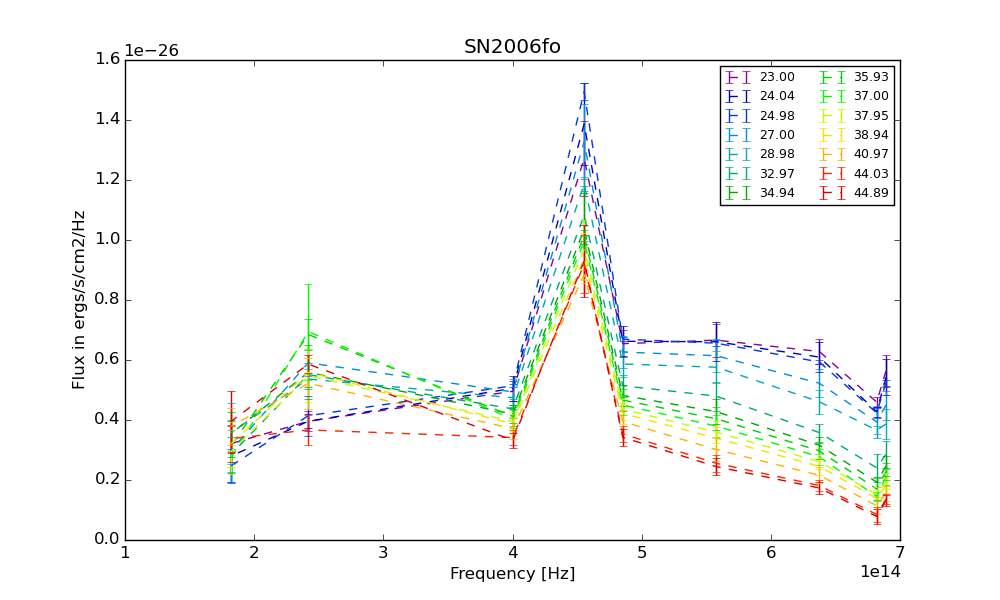 SN2006fo
1e−26
1.6
1.4
1.2
1.0
0.8
0.6
0.4
0.2
0.0
Flux in ergs/s/cm2/Hz
23.00 35.93
24.04 37.00
24.98 37.95
27.00 38.94
28.98 40.97
32.97 44.03
34.94 44.89
1 2 3 4 5 6 7
1e14
Frequency [Hz]